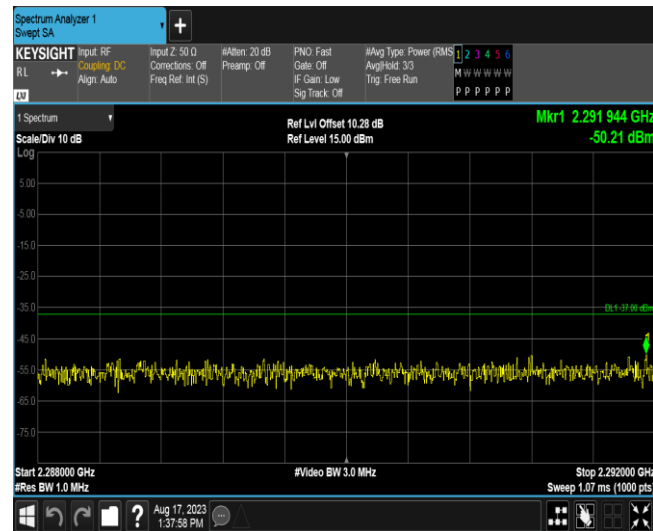 Spectrum Analyzer 1
Swept SA
+
KEYSIGHT Input: RF Input Z: 50 Ω #Atten: 20 dB PNO: Fast #Avg Type: Power (RMS 1 2 3 4 5 6
RL Coupling: DC Corrections: Off Preamp: Off Gate: Off Avg|Hold: 3/3 M W W W W W
Align: Auto Freq Ref: Int (S) IF Gain: Low Trig: Free Run
Sig Track: Off P P P P P P
LXI
1 Spectrum Ref Lvl Offset 10.28 dB Mkr1 2.291 944 GHz
Scale/Div 10 dB Ref Level 15.00 dBm -50.21 dBm
Log
5.00
-5.00
-15.0
-25.0
-35.0
DL1 -37.00 dBm
-45.0
-55.0
-65.0
-75.0
Start 2.288000 GHz #Video BW 3.0 MHz Stop 2.292000 GHz
#Res BW 1.0 MHz Sweep 1.07 ms (1000 pts)
? Aug 17, 2023
1:37:58 PM